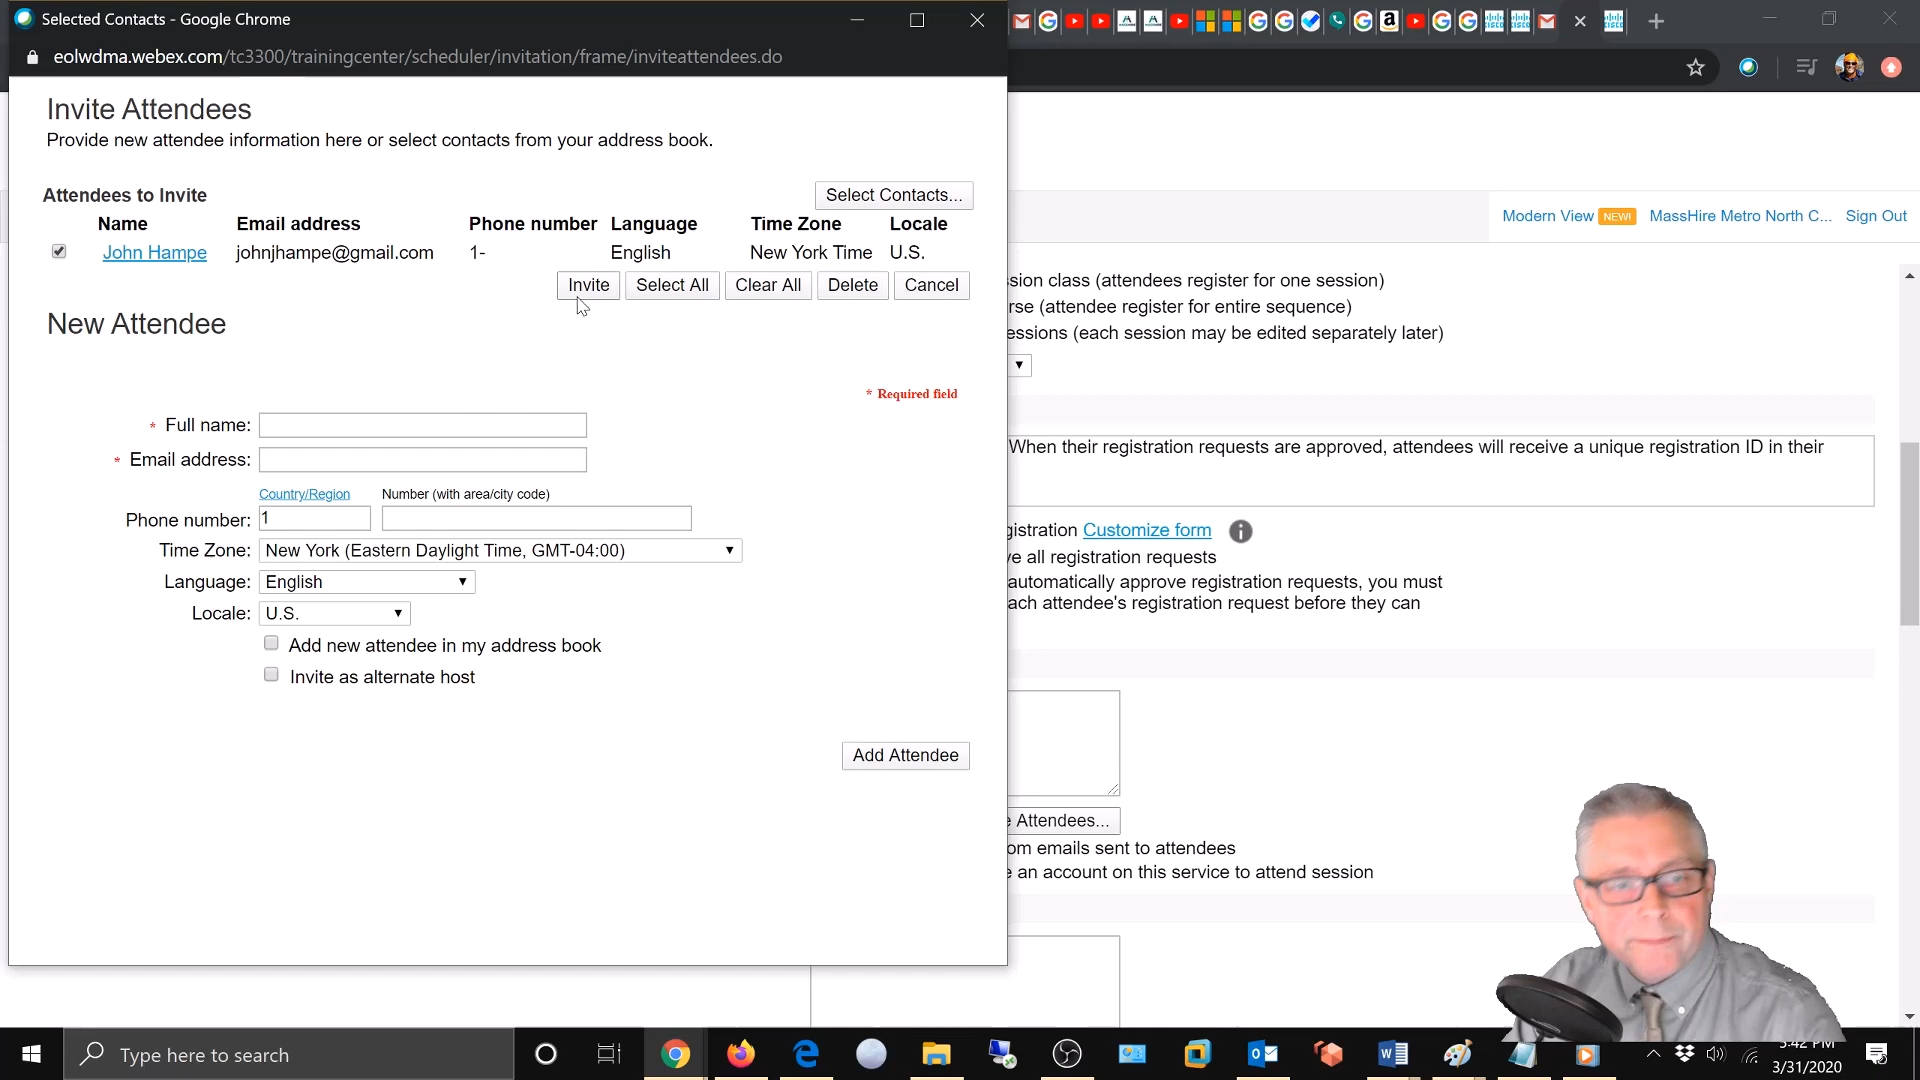 Selected Contacts - Google Chrome
eolwdma.webex.com/tc3300/trainingcenter/scheduler/invitation/frame/inviteattendees.do
Invite Attendees
Provide new attendee information here or select contacts from your address book.
Attendees to Invite
Select Contacts...
Name Email address Phone number Language Time Zone Locale
John Hampe johnjhampe@gmail.com 1- English New York Time U.S.
Invite Select All Clear All Delete Cancel
New Attendee
* Required field
* Full name:
* Email address:
Country/Region Number (with area/city code)
Phone number: 1
Time Zone: New York (Eastern Daylight Time, GMT-04:00)
Language: English
Locale: U.S.
Add new attendee in my address book
Invite as alternate host
Add Attendee
Modern View NEW! MassHire Metro North C... Sign Out
sion class (attendees register for one session)
rse (attendee register for entire sequence)
essions (each session may be edited separately later)
When their registration requests are approved, attendees will receive a unique registration ID in their
gistration Customize form
ve all registration requests
automatically approve registration requests, you must
ach attendee's registration request before they can
e Attendees...
om emails sent to attendees
e an account on this service to attend session
Type here to search
3:42 PM
3/31/2020